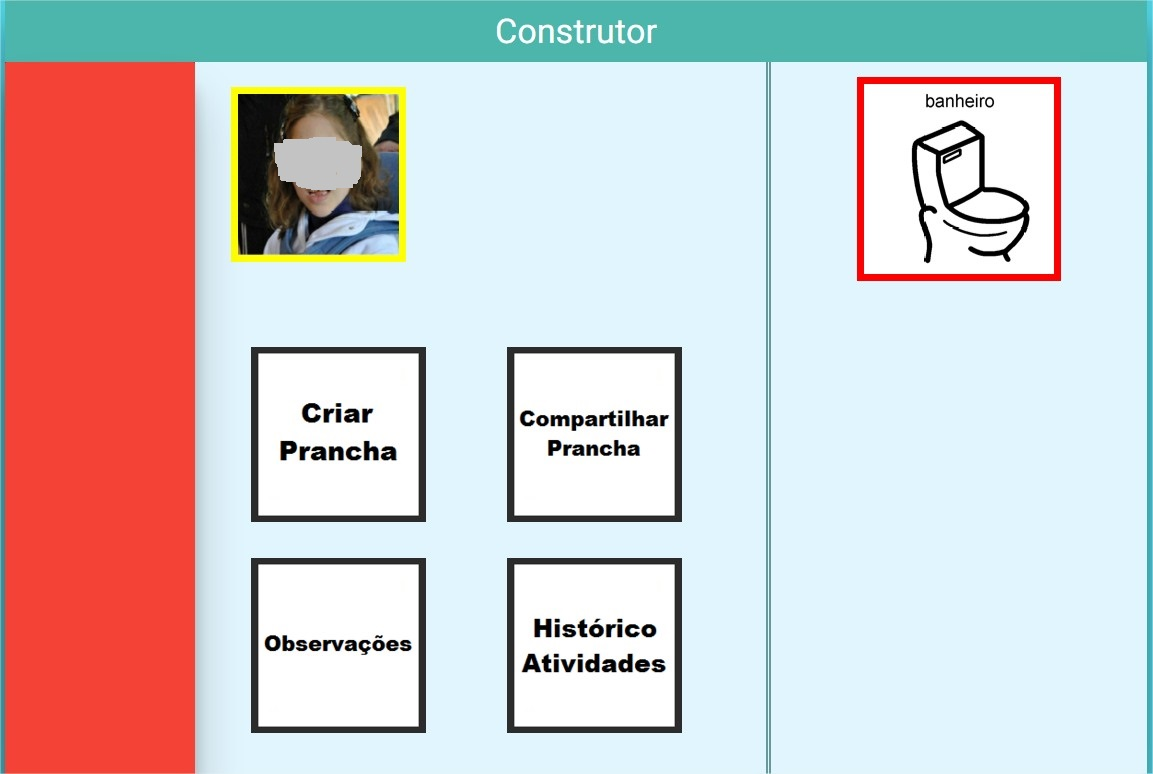 Construtor
banheiro
Criar
Prancha
Compartilhar
Prancha
Observações
Histórico
Atividades